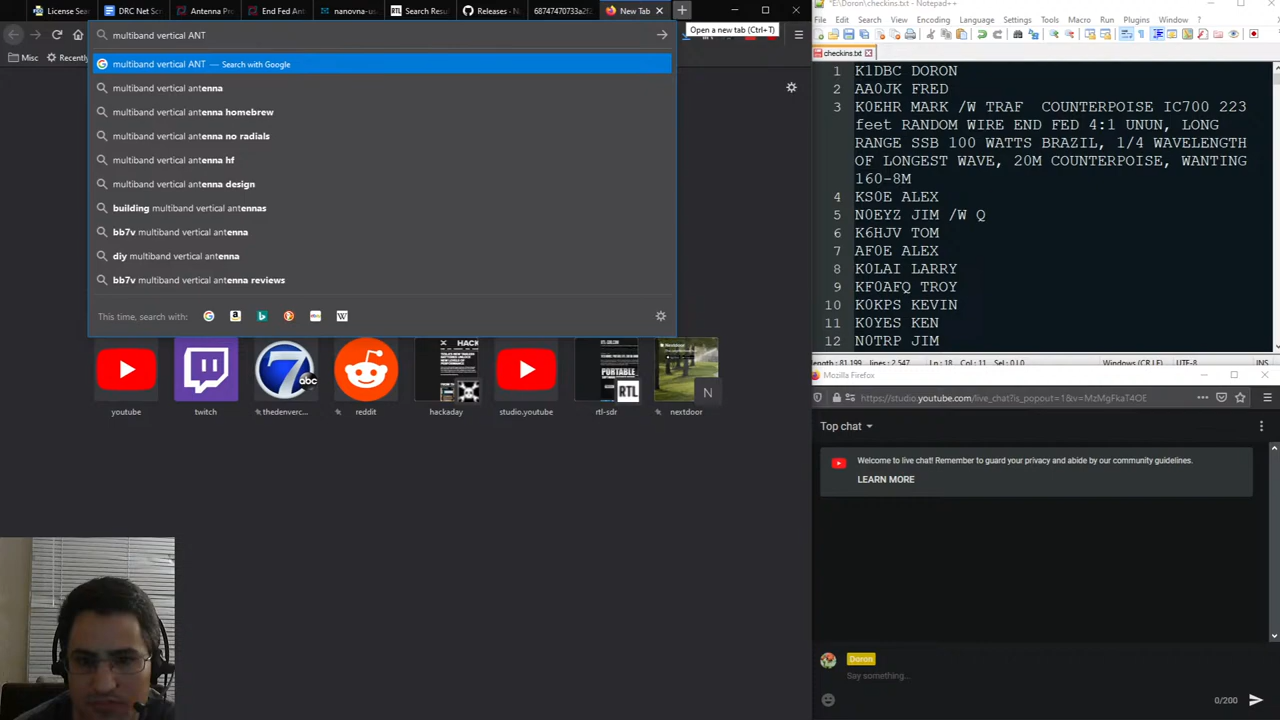 License Sear
DRC Net Scr
Antenna Pro
End Fed Ant
nanovna-us
Search Resu
Releases - N
68747470733a2f
New Tab
Open a new tab (Ctrl+T)
multiband vertical ANT
Misc
Recently
multiband vertical ANT — Search with Google
multiband vertical antenna
multiband vertical antenna homebrew
multiband vertical antenna no radials
multiband vertical antenna hf
multiband vertical antenna design
building multiband vertical antennas
bb7v multiband vertical antenna
diy multiband vertical antenna
bb7v multiband vertical antenna reviews
This time, search with:
youtube
twitch
thedenverc...
reddit
hackaday
studio.youtube
rtl-sdr
nextdoor
*E:\Doron\checkins.txt - Notepad++
File Edit Search View Encoding Language Settings Tools Macro Run Plugins Window ?
checkins.txt
1 K1DBC DORON
2 AA0JK FRED
3 K0EHR MARK /W TRAF COUNTERPOISE IC700 223
feet RANDOM WIRE END FED 4:1 UNUN, LONG
RANGE SSB 100 WATTS BRAZIL, 1/4 WAVELENGTH
OF LONGEST WAVE, 20M COUNTERPOISE, WANTING
160-8M
4 KS0E ALEX
5 N0EYZ JIM /W Q
6 K6HJV TOM
7 AF0E ALEX
8 K0LAI LARRY
9 KF0AFQ TROY
10 K0KPS KEVIN
11 K0YES KEN
12 N0TRP JIM
length : 81,199 lines : 2,547
Ln : 18 Col : 11 Sel : 0 | 0
Windows (CR LF)
UTF-8
INS
Mozilla Firefox
https://studio.youtube.com/live_chat?is_popout=1&v=MzMgFkaT4OE
Top chat
Welcome to live chat! Remember to guard your privacy and abide by our community guidelines.
LEARN MORE
Doron
Say something...
0/200